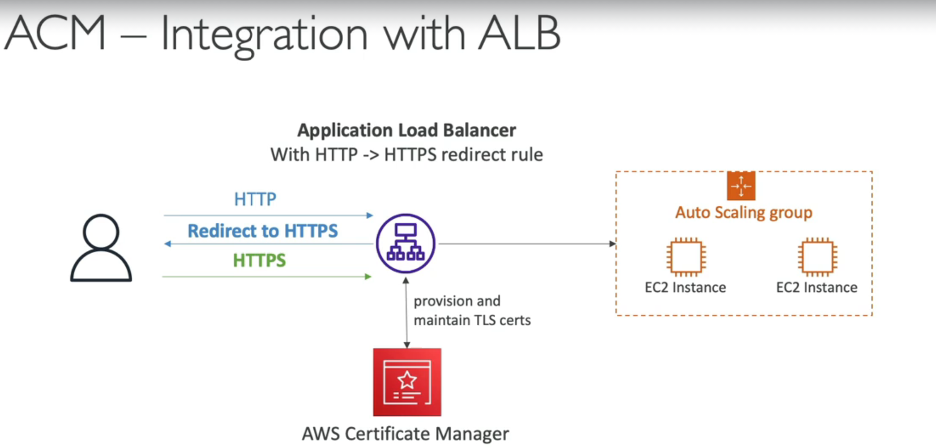 ACM – Integration with ALB
Application Load Balancer
With HTTP -> HTTPS redirect rule
HTTP
Redirect to HTTPS
HTTPS
Auto Scaling group
EC2 Instance
EC2 Instance
provision and
maintain TLS certs
AWS Certificate Manager